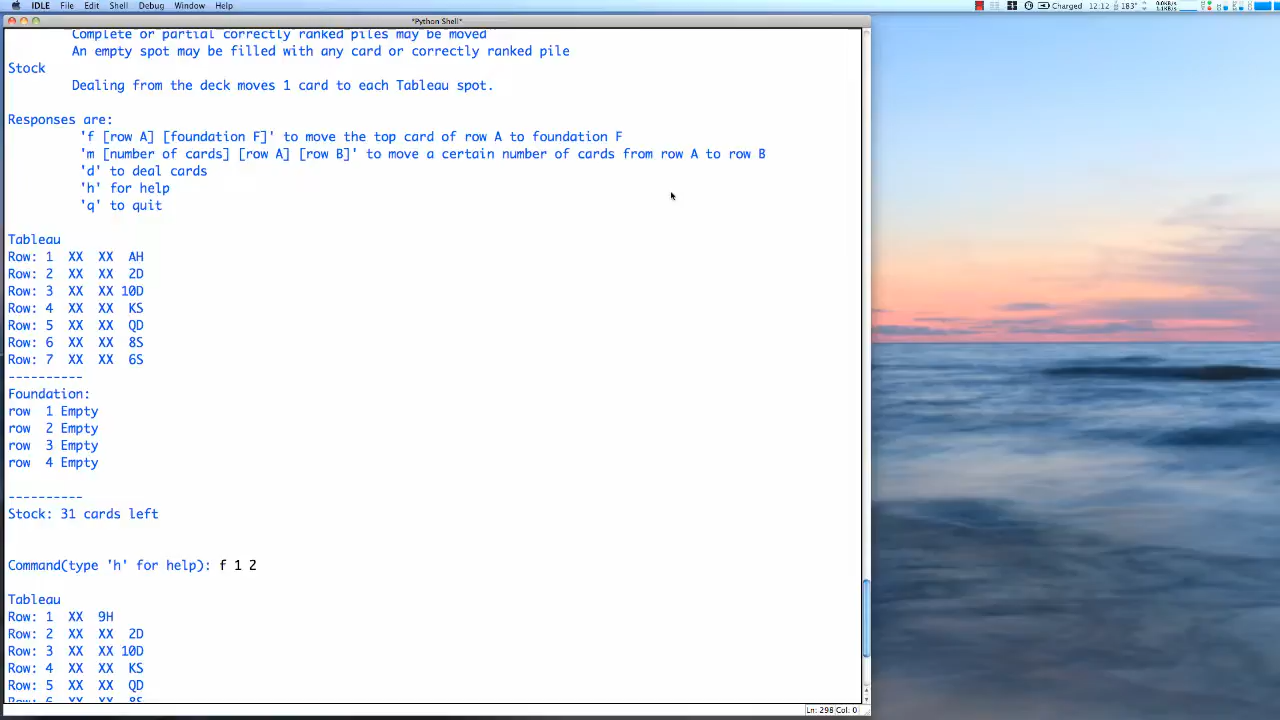 IDLE File Edit Shell Debug Window Help Charged 12:12 183°
*Python Shell*
Complete or partial correctly ranked piles may be moved
An empty spot may be filled with any card or correctly ranked pile
Stock
Dealing from the deck moves 1 card to each Tableau spot.
Responses are:
'f [row A] [foundation F]' to move the top card of row A to foundation F
'm [number of cards] [row A] [row B]' to move a certain number of cards from row A to row B
'd' to deal cards
'h' for help
'q' to quit
Tableau
Row: 1 XX XX AH
Row: 2 XX XX 2D
Row: 3 XX XX 10D
Row: 4 XX XX KS
Row: 5 XX XX QD
Row: 6 XX XX 8S
Row: 7 XX XX 6S
----------
Foundation:
row 1 Empty
row 2 Empty
row 3 Empty
row 4 Empty
----------
Stock: 31 cards left
Command(type 'h' for help): f 1 2
Tableau
Row: 1 XX 9H
Row: 2 XX XX 2D
Row: 3 XX XX 10D
Row: 4 XX XX KS
Row: 5 XX XX QD
Row: 6 XX XX 8S
Ln: 298 Col: 0